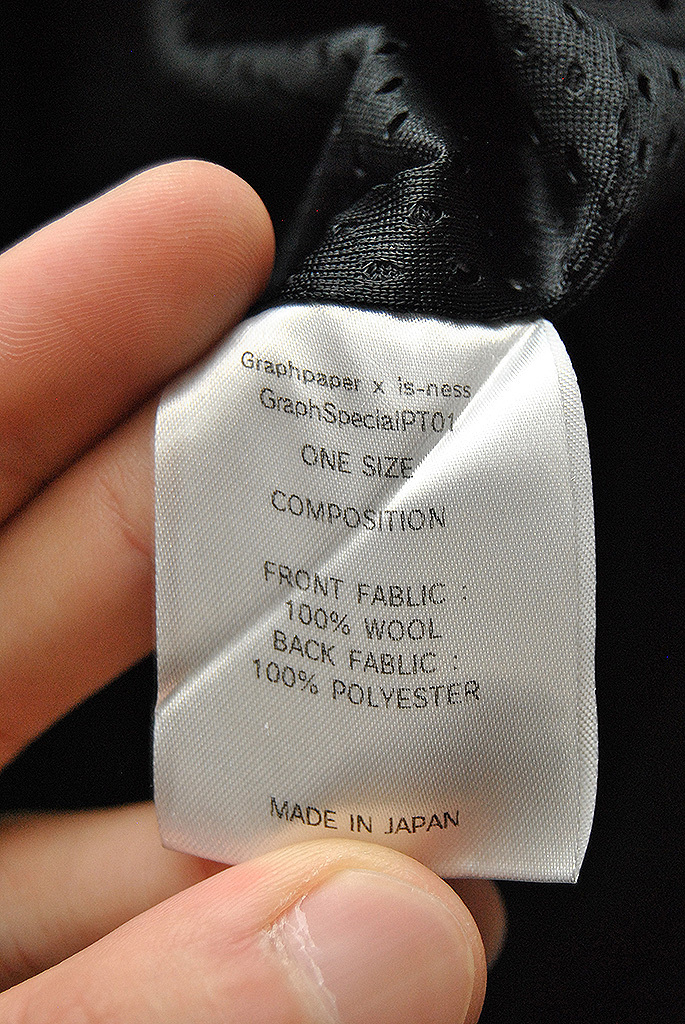 Graphpaper x is-ness
GraphSpecialPT01
ONE SIZE
COMPOSITION
FRONT FABLIC :
100% WOOL
BACK FABLIC :
100% POLYESTER
MADE IN JAPAN